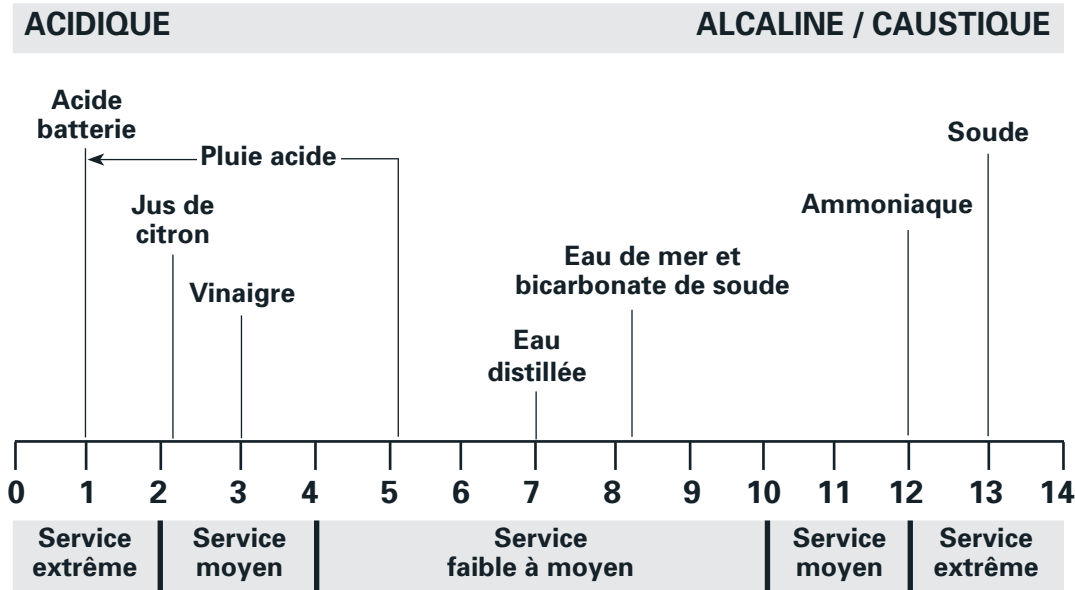 ACIDIQUE
ALCALINE / CAUSTIQUE
Acide
batterie
Pluie acide
Jus de
citron
Vinaigre
Eau
distillée
Eau de mer et
bicarbonate de soude
Ammoniaque
Soude
0 1 2 3 4 5 6 7 8 9 10 11 12 13 14
Service
extrême
Service
moyen
Service
faible à moyen
Service
moyen
Service
extrême